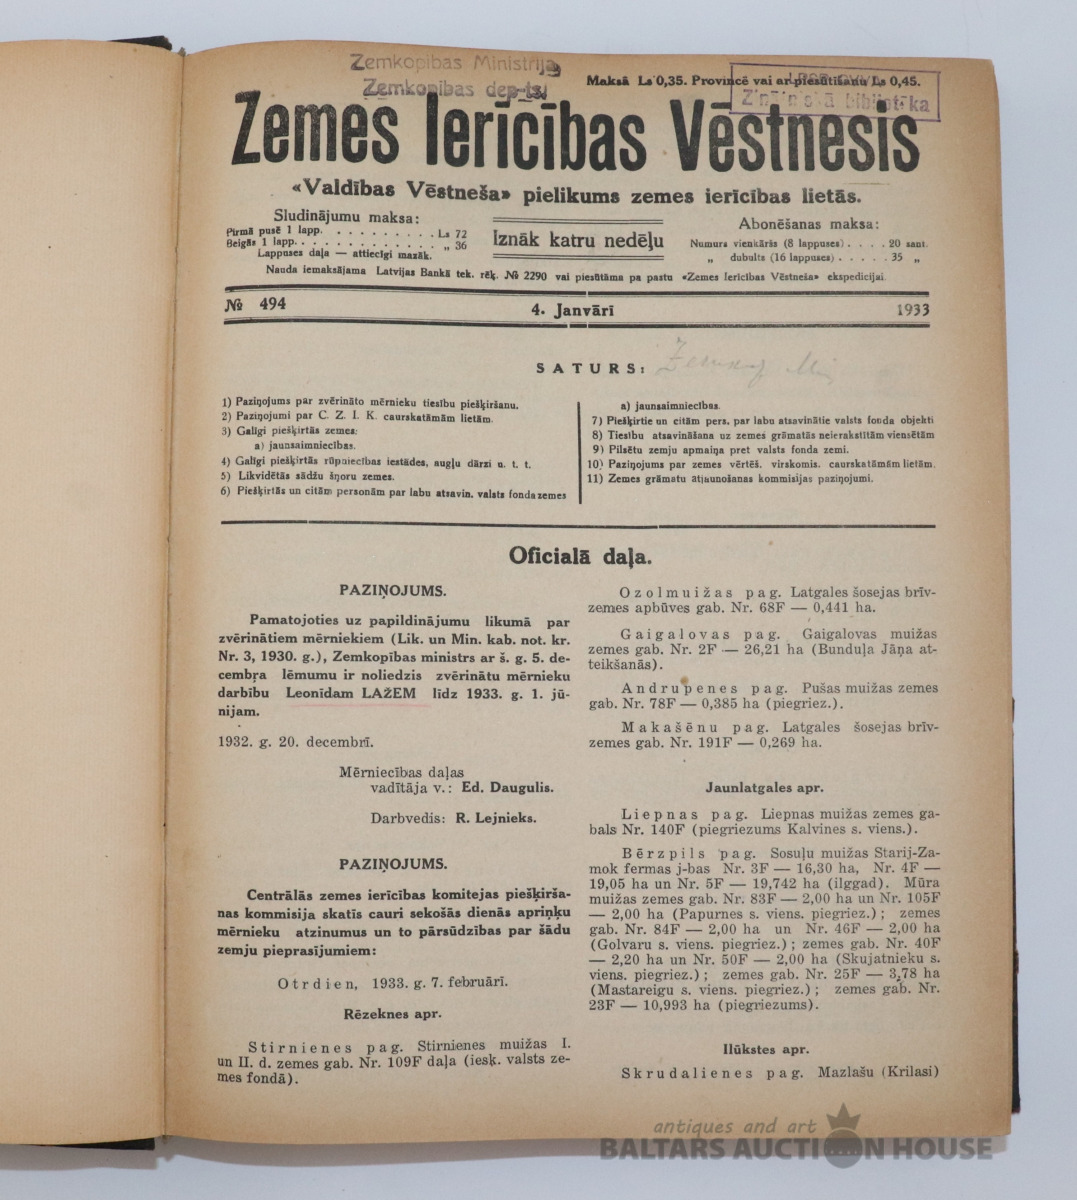 Zemkopības Ministrija
Zemkopības dep-ts
Maksā Ls 0,35. Provincē vai ar piesūtīšanu Ls 0,45.
Zinātniskā bibliotēka
Zemes Ierīcības Vēstnesis
«Valdības Vēstneša» pielikums zemes ierīcības lietās.
Sludinājumu maksa:
Pirmā pusē 1 lapp. . . . . . . . . . Ls 72
Beigās 1 lapp. . . . . . . . . . . . . „ 36
Lappuses daļa — attiecīgi mazāk.
Iznāk katru nedēļu
Abonēšanas maksa:
Numurs vienkāršs (8 lappuses) . . . . 20 sant.
„ dubults (16 lappuses) . . . . . 35 „
Nauda iemaksājama Latvijas Bankā tek. rēķ. № 2290 vai piesūtāma pa pastu «Zemes Ierīcības Vēstneša» ekspedīcijai.
№ 494
4. Janvārī
1933
SATURS:
1) Paziņojums par zvērināto mērnieku tiesību piešķiršanu.
2) Paziņojumi par C. Z. I. K. caurskatāmām lietām.
3) Galīgi piešķirtās zemes:
a) jaunsaimniecības.
4) Galīgi piešķirtās rūpniecības iestādes, augļu dārzi u. t. t.
5) Likvidētās sādžu šņoru zemes.
6) Piešķirtās un citām personām par labu atsavin. valsts fonda zemes
a) jaunsaimniecības.
7) Piešķirtie un citām pers. par labu atsavinātie valsts fonda objekti
8) Tiesību atsavināšana uz zemes grāmatās neierakstītām viensētām
9) Pilsētu zemju apmaiņa pret valsts fonda zemi.
10) Paziņojums par zemes vērtēš. virskomis. caurskatāmām lietām.
11) Zemes grāmatu atjaunošanas komisijas paziņojumi.
Oficialā daļa.
PAZIŅOJUMS.
Pamatojoties uz papildinājumu likumā par
zvērinātiem mērniekiem (Lik. un Min. kab. not. kr.
Nr. 3, 1930. g.), Zemkopības ministrs ar š. g. 5. de-
cembra lēmumu ir noliedzis zvērinātu mērnieku
darbību Leonīdam LAŽEM līdz 1933. g. 1. jū-
nijam.
1932. g. 20. decembrī.
Mērniecības daļas
vadītāja v.: Ed. Daugulis.
Darbvedis: R. Lejnieks.
PAZIŅOJUMS.
Centrālās zemes ierīcības komitejas piešķirša-
nas kommisija skatīs cauri sekošās dienās apriņķu
mērnieku atzinumus un to pārsūdzības par šādu
zemju pieprasījumiem:
Otrdien, 1933. g. 7. februārī.
Rēzeknes apr.
Stirnienes pag. Stirnienes muižas I.
un II. d. zemes gab. Nr. 109F daļa (iesk. valsts ze-
mes fondā).
Ozolmuižas pag. Latgales šosejas brīv-
zemes apbūves gab. Nr. 68F — 0,441 ha.
Gaigalovas pag. Gaigalovas muižas
zemes gab. Nr. 2F — 26,21 ha (Bunduļa Jāņa at-
teikšanās).
Andrupenes pag. Pušas muižas zemes
gab. Nr. 78F — 0,385 ha (piegriez.).
Makašēnu pag. Latgales šosejas brīv-
zemes gab. Nr. 191F — 0,269 ha.
Jaunlatgales apr.
Liepnas pag. Liepnas muižas zemes ga-
bals Nr. 140F (piegriezums Kalvines s. viens.).
Bērzpils pag. Sosuļu muižas Starij-Za-
mok fermas j-bas Nr. 3F — 16,30 ha, Nr. 4F —
19,05 ha un Nr. 5F — 19,742 ha (ilggad). Mūra
muižas zemes gab. Nr. 83F — 2,00 ha un Nr. 105F
— 2,00 ha (Papurnes s. viens. piegriez.); zemes
gab. Nr. 84F — 2,00 ha un Nr. 46F — 2,00 ha
(Golvaru s. viens. piegriez.); zemes gab. Nr. 40F
— 2,20 ha un Nr. 50F — 2,00 ha (Skujatnieku s.
viens. piegriez.); zemes gab. Nr. 25F — 3,78 ha
(Mastareigu s. viens. piegriez.); zemes gab. Nr.
23F — 10,993 ha (piegriezums).
Ilūkstes apr.
Skrudalienes pag. Mazlašu (Krilasi)
antiques and art
BALTARS AUCTION HOUSE